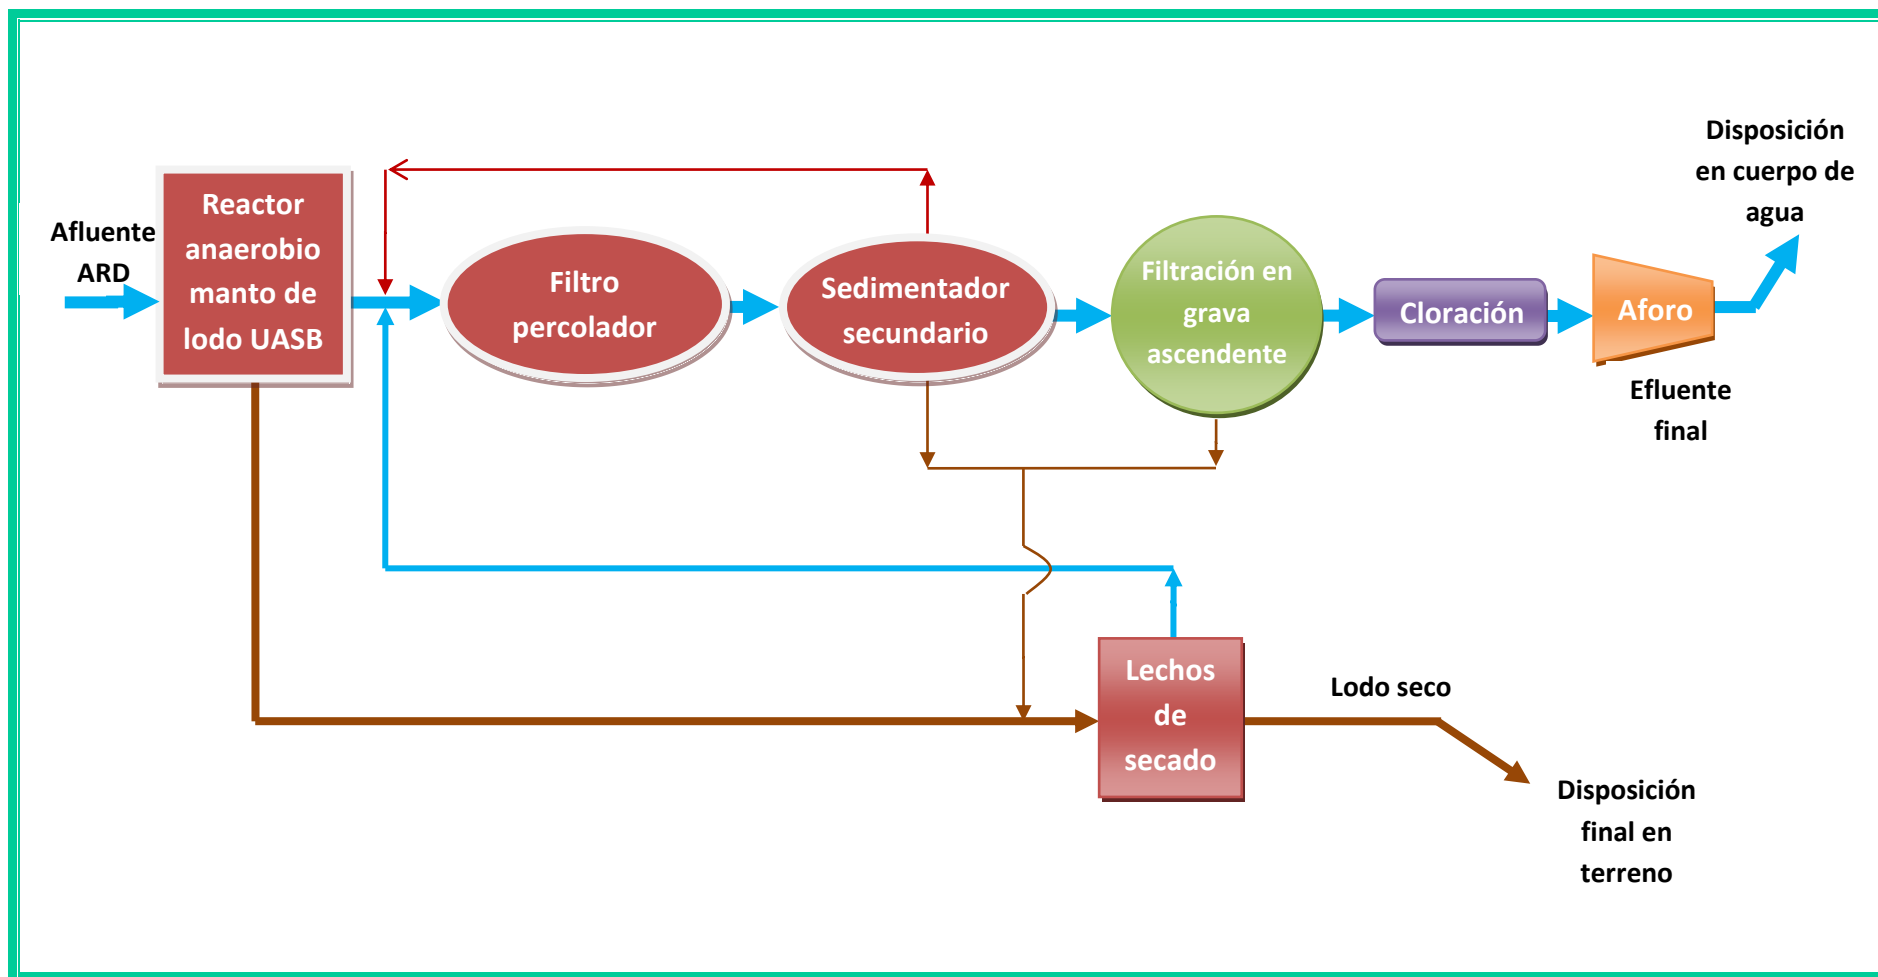 Afluente
ARD
Reactor
anaerobio
manto de
lodo UASB
Filtro
percolador
Sedimentador
secundario
Filtración en
grava
ascendente
Cloración
Aforo
Efluente
final
Disposición
en cuerpo de
agua
Lechos
de
secado
Lodo seco
Disposición
final en
terreno